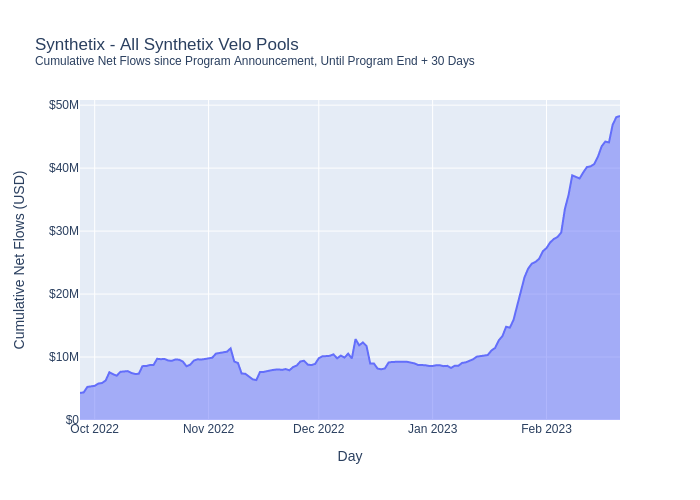 Synthetix - All Synthetix Velo Pools
Cumulative Net Flows since Program Announcement, Until Program End + 30 Days
Cumulative Net Flows (USD)
$50M
$40M
$30M
$20M
$10M
$0
Oct 2022
Nov 2022
Dec 2022
Jan 2023
Feb 2023
Day